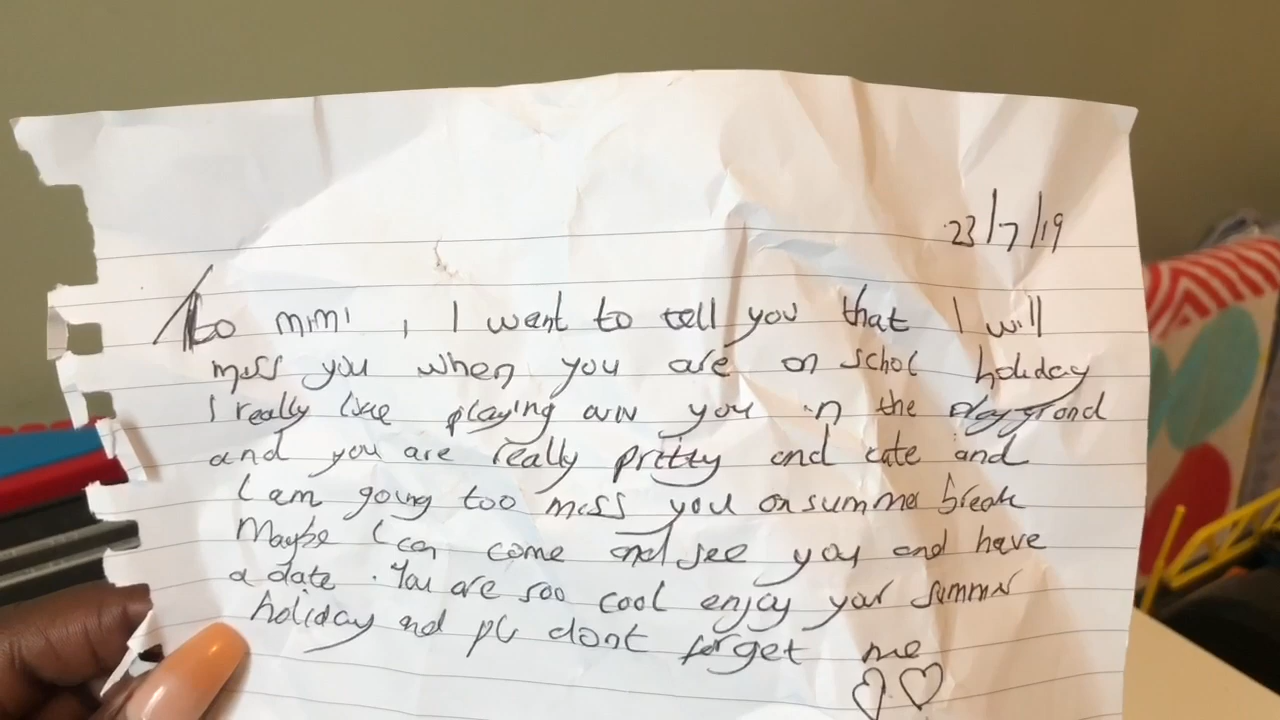 23/7/19
to mimi , I want to tell you that I will
miss you when you are on schol holiday
I really like playing you in the playgrond
and you are really pritty and cute and
I am going too miss you on summer break
Maybe I can come and see you and have
a date . You are soo cool enjoy your summer
holiday and pls dont forget me